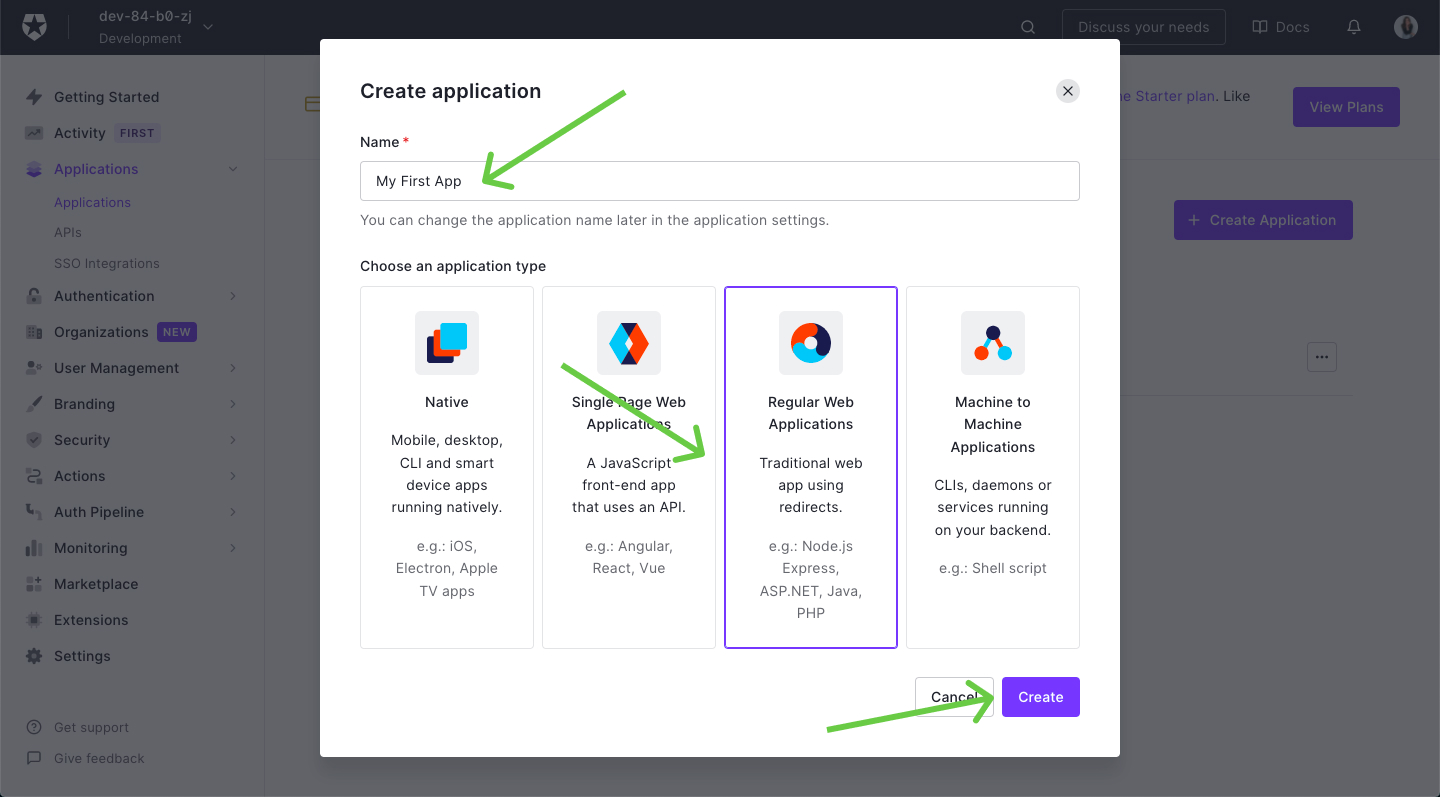 dev-84-b0-zj
Development
Discuss your needs
Docs
Getting Started
Activity FIRST
Applications
Applications
APIs
SSO Integrations
Authentication
Organizations NEW
User Management
Branding
Security
Actions
Auth Pipeline
Monitoring
Marketplace
Extensions
Settings
Get support
Give feedback
Starter plan. Like
View Plans
+ Create Application
Create application
Name *
My First App
You can change the application name later in the application settings.
Choose an application type
Native
Mobile, desktop,
CLI and smart
device apps
running natively.
e.g.: iOS,
Electron, Apple
TV apps
Single Page Web
Applications
A JavaScript
front-end app
that uses an API.
e.g.: Angular,
React, Vue
Regular Web
Applications
Traditional web
app using
redirects.
e.g.: Node.js
Express,
ASP.NET, Java,
PHP
Machine to
Machine
Applications
CLIs, daemons or
services running
on your backend.
e.g.: Shell script
Cancel
Create